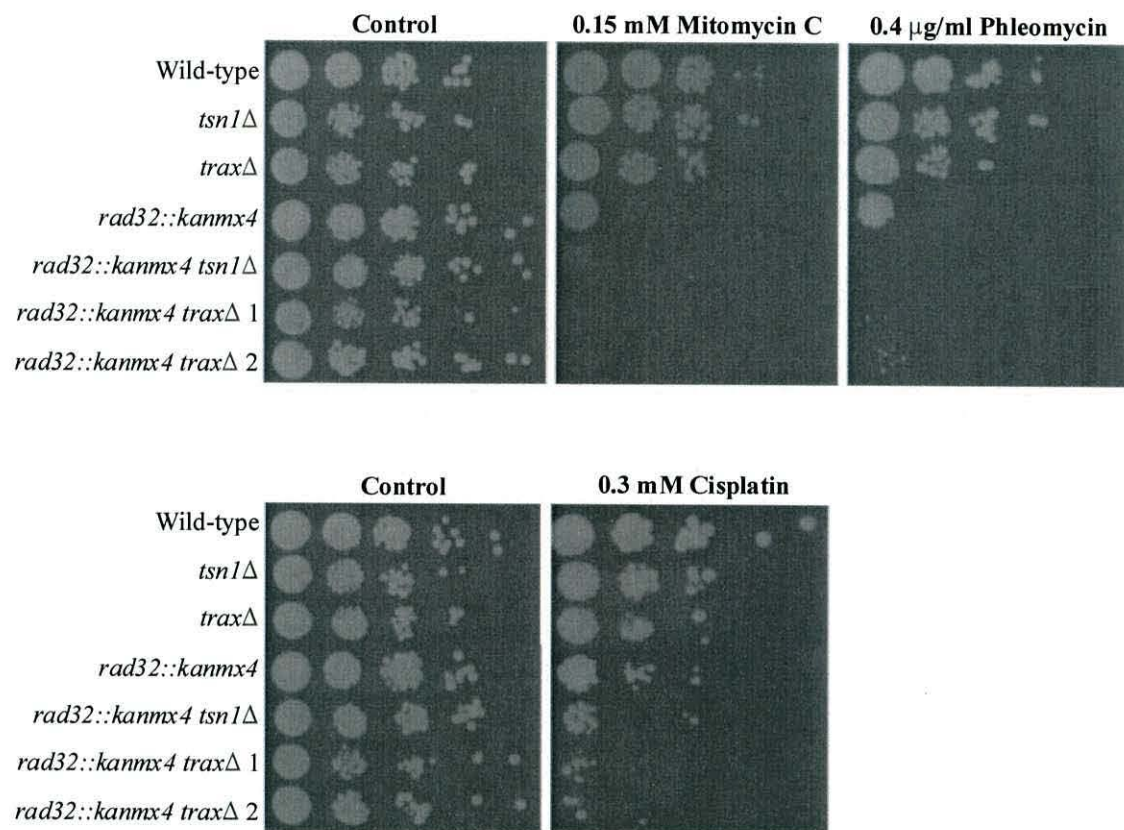 Control 0.15 mM Mitomycin C 0.4 μg/ml Phleomycin
Wild-type
tsn1Δ
traxΔ
rad32::kanmx4
rad32::kanmx4 tsn1Δ
rad32::kanmx4 traxΔ 1
rad32::kanmx4 traxΔ 2
Control 0.3 mM Cisplatin
Wild-type
tsn1Δ
traxΔ
rad32::kanmx4
rad32::kanmx4 tsn1Δ
rad32::kanmx4 traxΔ 1
rad32::kanmx4 traxΔ 2